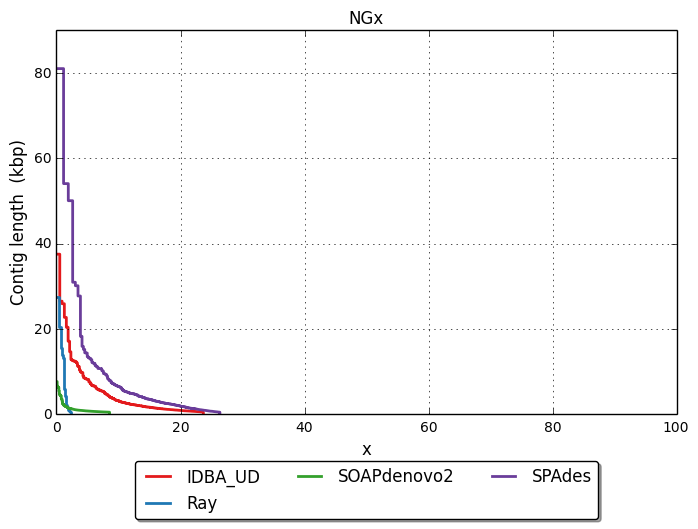 NGx
80
60
40
20
0
0 20 40 60 80 100
Contig length (kbp)
x
IDBA_UD SOAPdenovo2 SPAdes
Ray